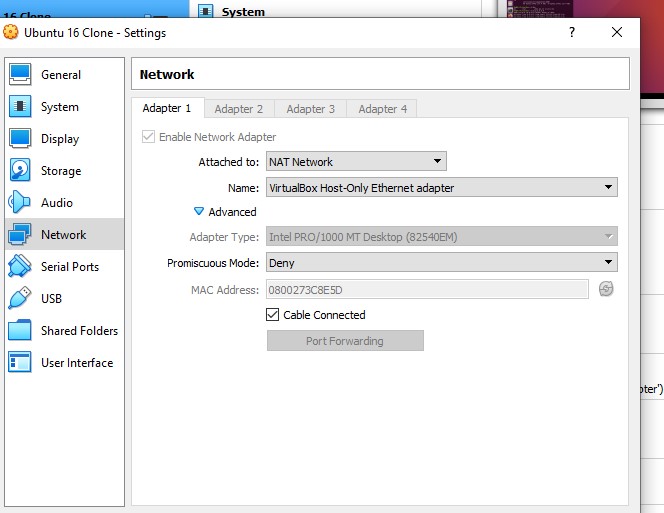 16 Clone
System
Ubuntu 16 Clone - Settings
?
General
System
Display
Storage
Audio
Network
Serial Ports
USB
Shared Folders
User Interface
Network
Adapter 1
Adapter 2
Adapter 3
Adapter 4
Enable Network Adapter
Attached to: NAT Network
Name: VirtualBox Host-Only Ethernet adapter
Advanced
Adapter Type: Intel PRO/1000 MT Desktop (82540EM)
Promiscuous Mode: Deny
MAC Address: 0800273C8E5D
Cable Connected
Port Forwarding
pter')